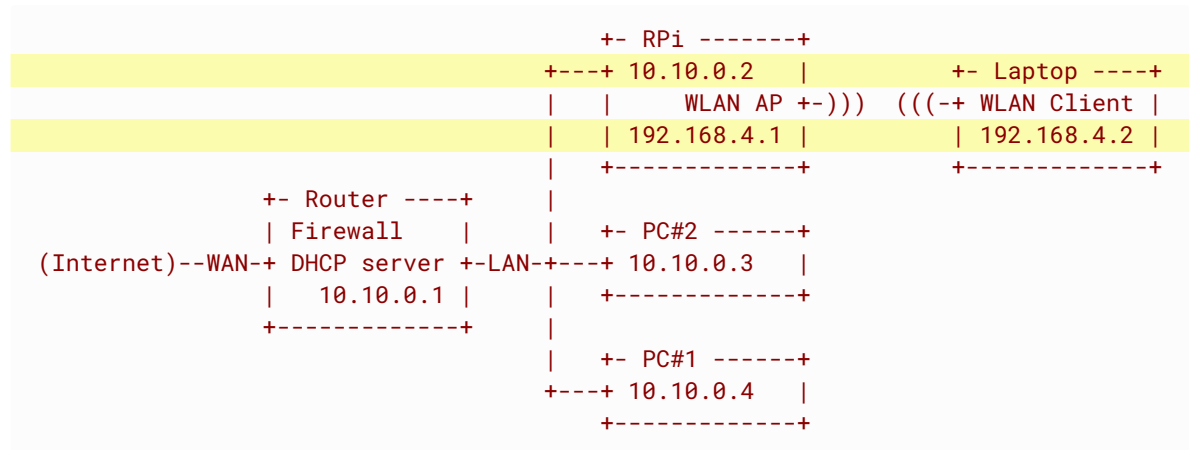 +- RPi -------+
                                     +---+ 10.10.0.2   |          +- Laptop ----+
                                     |   |     WLAN AP +-)))  (((-+ WLAN Client |
                                     |   | 192.168.4.1 |          | 192.168.4.2 |
                                     |   +-------------+          +-------------+
                 +- Router ----+     |
                 | Firewall    |     |   +- PC#2 ------+
 (Internet)--WAN-+ DHCP server +-LAN-+---+ 10.10.0.3   |
                 |   10.10.0.1 |     |   +-------------+
                 +-------------+     |
                                     |   +- PC#1 ------+
                                     +---+ 10.10.0.4   |
                                         +-------------+